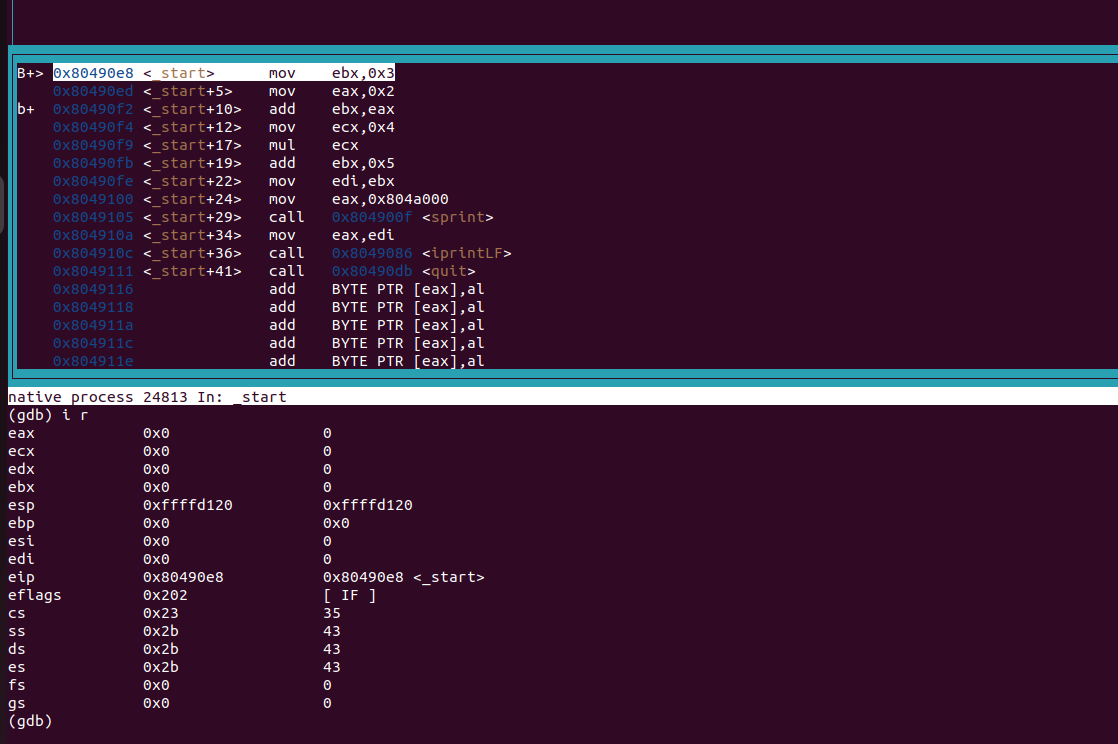 B+> 0x80490e8 <_start>      mov    ebx,0x3
    0x80490ed <_start+5>    mov    eax,0x2
b+  0x80490f2 <_start+10>   add    ebx,eax
    0x80490f4 <_start+12>   mov    ecx,0x4
    0x80490f9 <_start+17>   mul    ecx
    0x80490fb <_start+19>   add    ebx,0x5
    0x80490fe <_start+22>   mov    edi,ebx
    0x8049100 <_start+24>   mov    eax,0x804a000
    0x8049105 <_start+29>   call   0x804900f <sprint>
    0x804910a <_start+34>   mov    eax,edi
    0x804910c <_start+36>   call   0x8049086 <iprintLF>
    0x8049111 <_start+41>   call   0x80490db <quit>
    0x8049116               add    BYTE PTR [eax],al
    0x8049118               add    BYTE PTR [eax],al
    0x804911a               add    BYTE PTR [eax],al
    0x804911c               add    BYTE PTR [eax],al
    0x804911e               add    BYTE PTR [eax],al
native process 24813 In: _start
(gdb) i r
eax            0x0                 0
ecx            0x0                 0
edx            0x0                 0
ebx            0x0                 0
esp            0xffffd120          0xffffd120
ebp            0x0                 0x0
esi            0x0                 0
edi            0x0                 0
eip            0x80490e8           0x80490e8 <_start>
eflags         0x202               [ IF ]
cs             0x23                35
ss             0x2b                43
ds             0x2b                43
es             0x2b                43
fs             0x0                 0
gs             0x0                 0
(gdb)